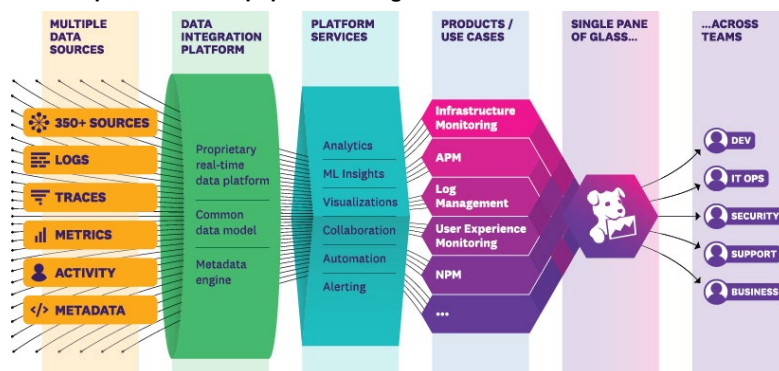 MULTIPLE
DATA
SOURCES
DATA
INTEGRATION
PLATFORM
PLATFORM
SERVICES
PRODUCTS /
USE CASES
SINGLE PANE
OF GLASS...
...ACROSS
TEAMS
350+ SOURCES
LOGS
TRACES
METRICS
ACTIVITY
</> METADATA
Proprietary
real-time
data platform
Common
data model
Metadata
engine
Analytics
ML Insights
Visualizations
Collaboration
Automation
Alerting
Infrastructure
Monitoring
APM
Log
Management
User Experience
Monitoring
NPM
...
DEV
IT OPS
SECURITY
SUPPORT
BUSINESS